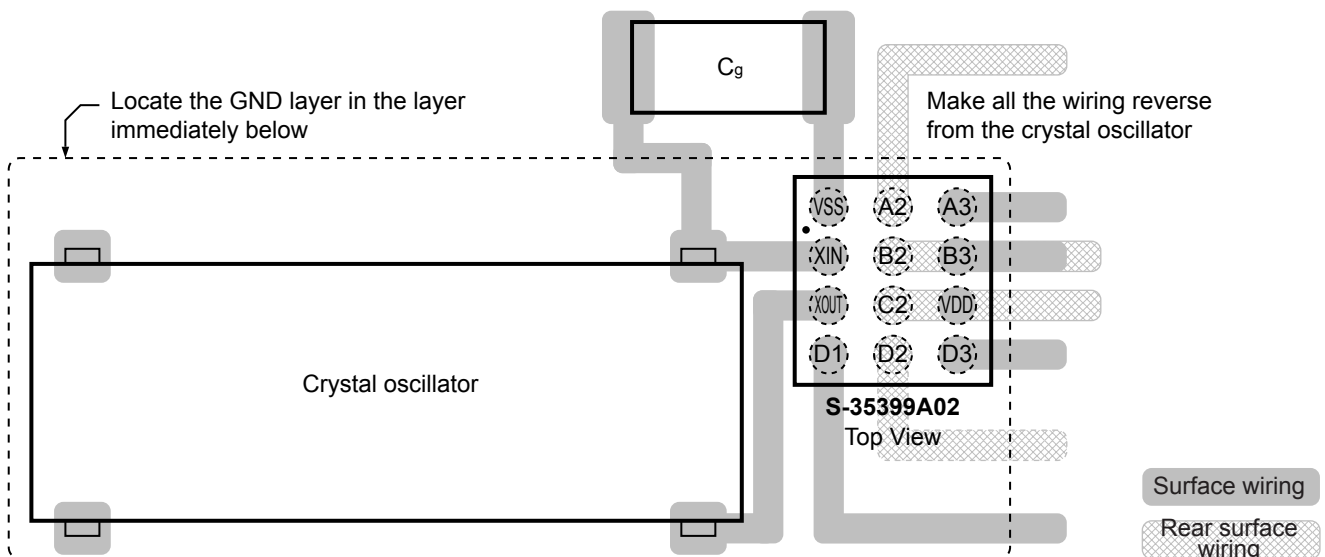 Cg
Locate the GND layer in the layer
immediately below
Make all the wiring reverse
from the crystal oscillator
VSS A2 A3
XIN B2 B3
XOUT C2 VDD
D1 D2 D3
Crystal oscillator
S-35399A02
Top View
Surface wiring
Rear surface
wiring